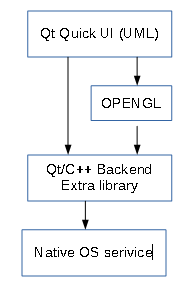 Qt Quick UI (UML)
OPENGL
Qt/C++ Backend
Extra library
Native OS serivice